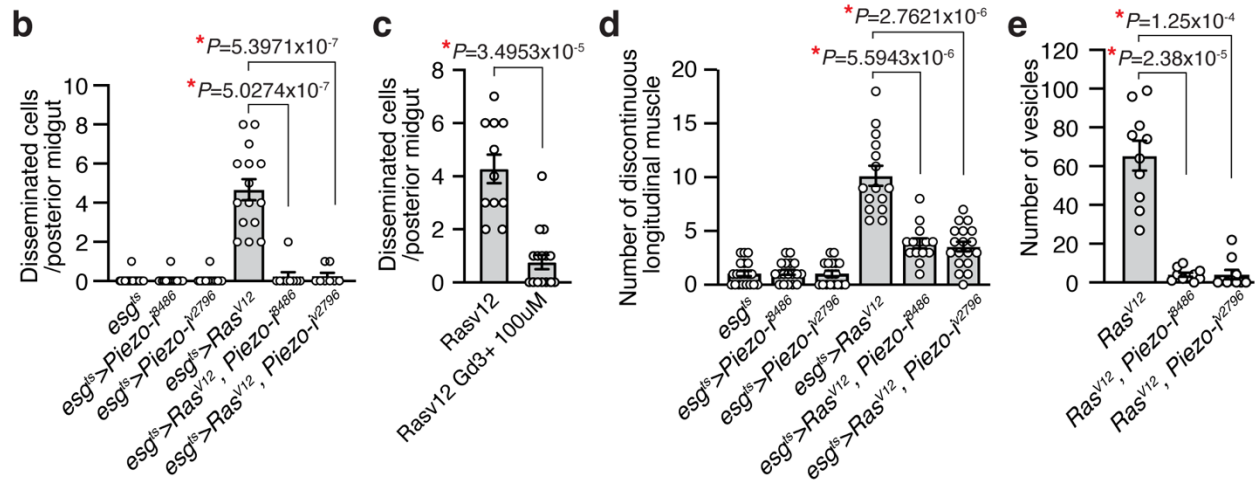 b
*P=5.3971x10-7
*P=5.0274x10-7
Disseminated cells
/posterior midgut
10
8
6
4
2
0
esgts
esgts>Piezo-i8486
esgts>Piezo-iv2796
esgts>RasV12
esgts>RasV12, Piezo-i8486
esgts>RasV12, Piezo-iv2796
c
*P=3.4953x10-5
Disseminated cells
/posterior midgut
8
6
4
2
0
Rasv12
Rasv12 Gd3+ 100uM
d
*P=2.7621x10-6
*P=5.5943x10-6
Number of discontinuous
longitudinal muscle
20
15
10
5
0
esgts
esgts>Piezo-i8486
esgts>Piezo-iv2796
esgts>RasV12
esgts>RasV12, Piezo-i8486
esgts>RasV12, Piezo-iv2796
e
*P=1.25x10-4
*P=2.38x10-5
Number of vesicles
120
100
80
60
40
20
0
RasV12
RasV12, Piezo-i8486
RasV12, Piezo-iv2796